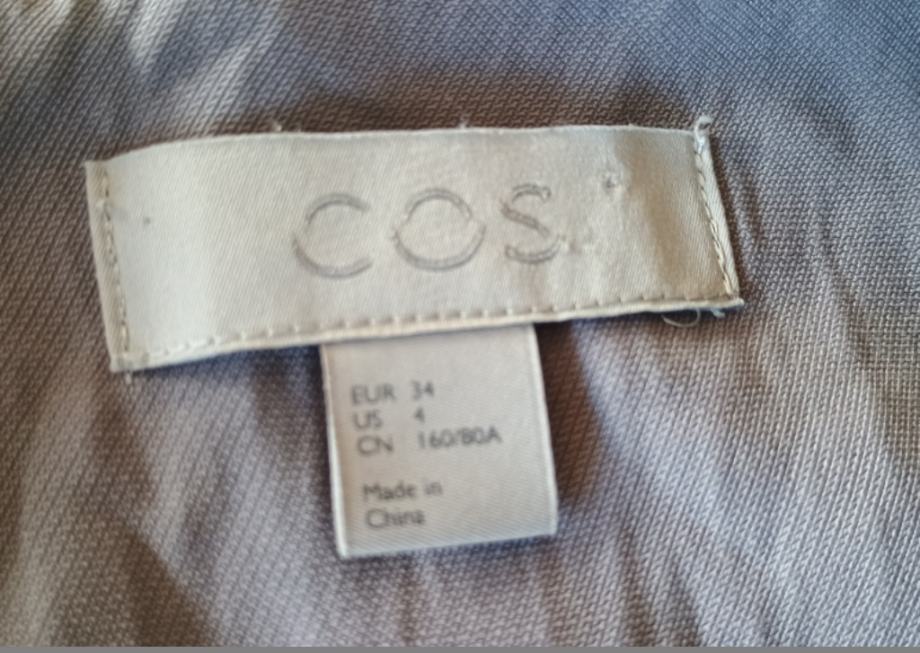 COS
EUR 34
US 4
CN 160/80A
Made in
China